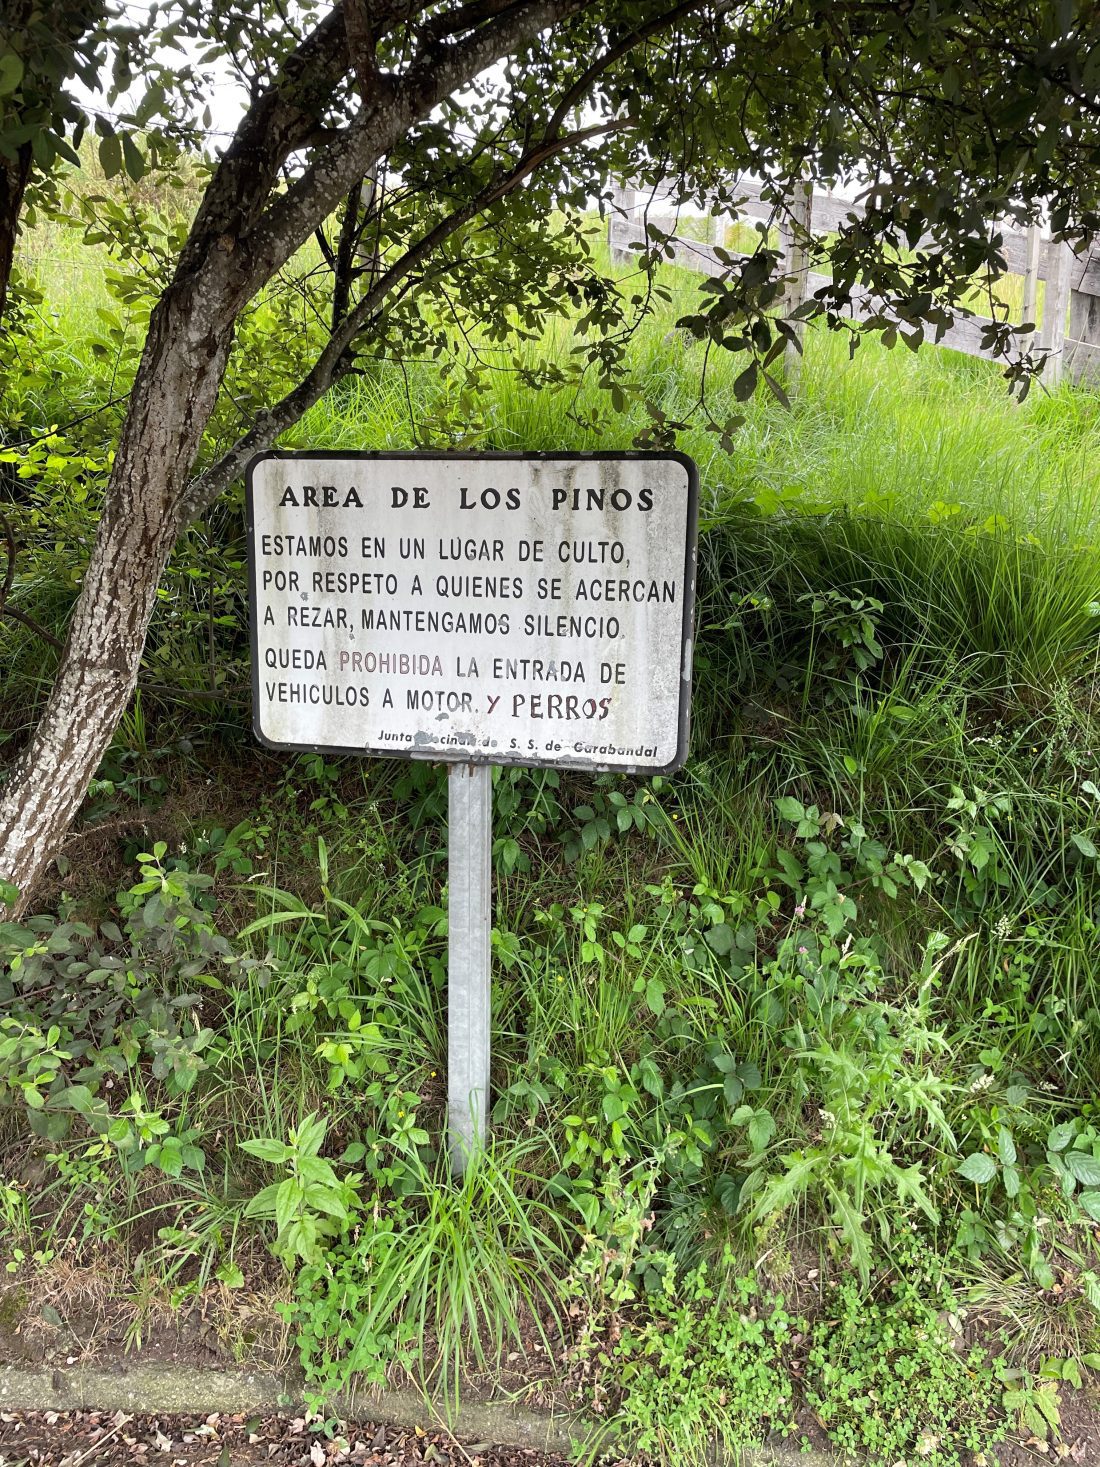 AREA DE LOS PINOS
ESTAMOS EN UN LUGAR DE CULTO,
POR RESPETO A QUIENES SE ACERCAN
A REZAR, MANTENGAMOS SILENCIO.
QUEDA PROHIBIDA LA ENTRADA DE
VEHICULOS A MOTOR. Y PERROS
Junta Vecinal de S. S. de Garabandal